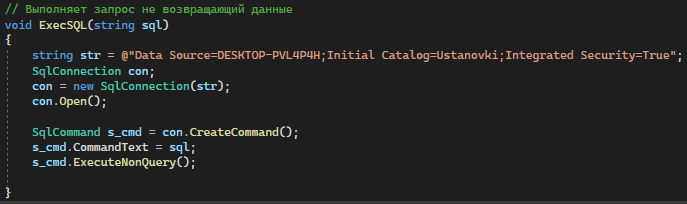 // Выполняет запрос не возвращающий данные
void ExecSQL(string sql)
{
string str = @"Data Source=DESKTOP-PVL4P4H;Initial Catalog=Ustanovki;Integrated Security=True";
SqlConnection con;
con = new SqlConnection(str);
con.Open();
SqlCommand s_cmd = con.CreateCommand();
s_cmd.CommandText = sql;
s_cmd.ExecuteNonQuery();
}